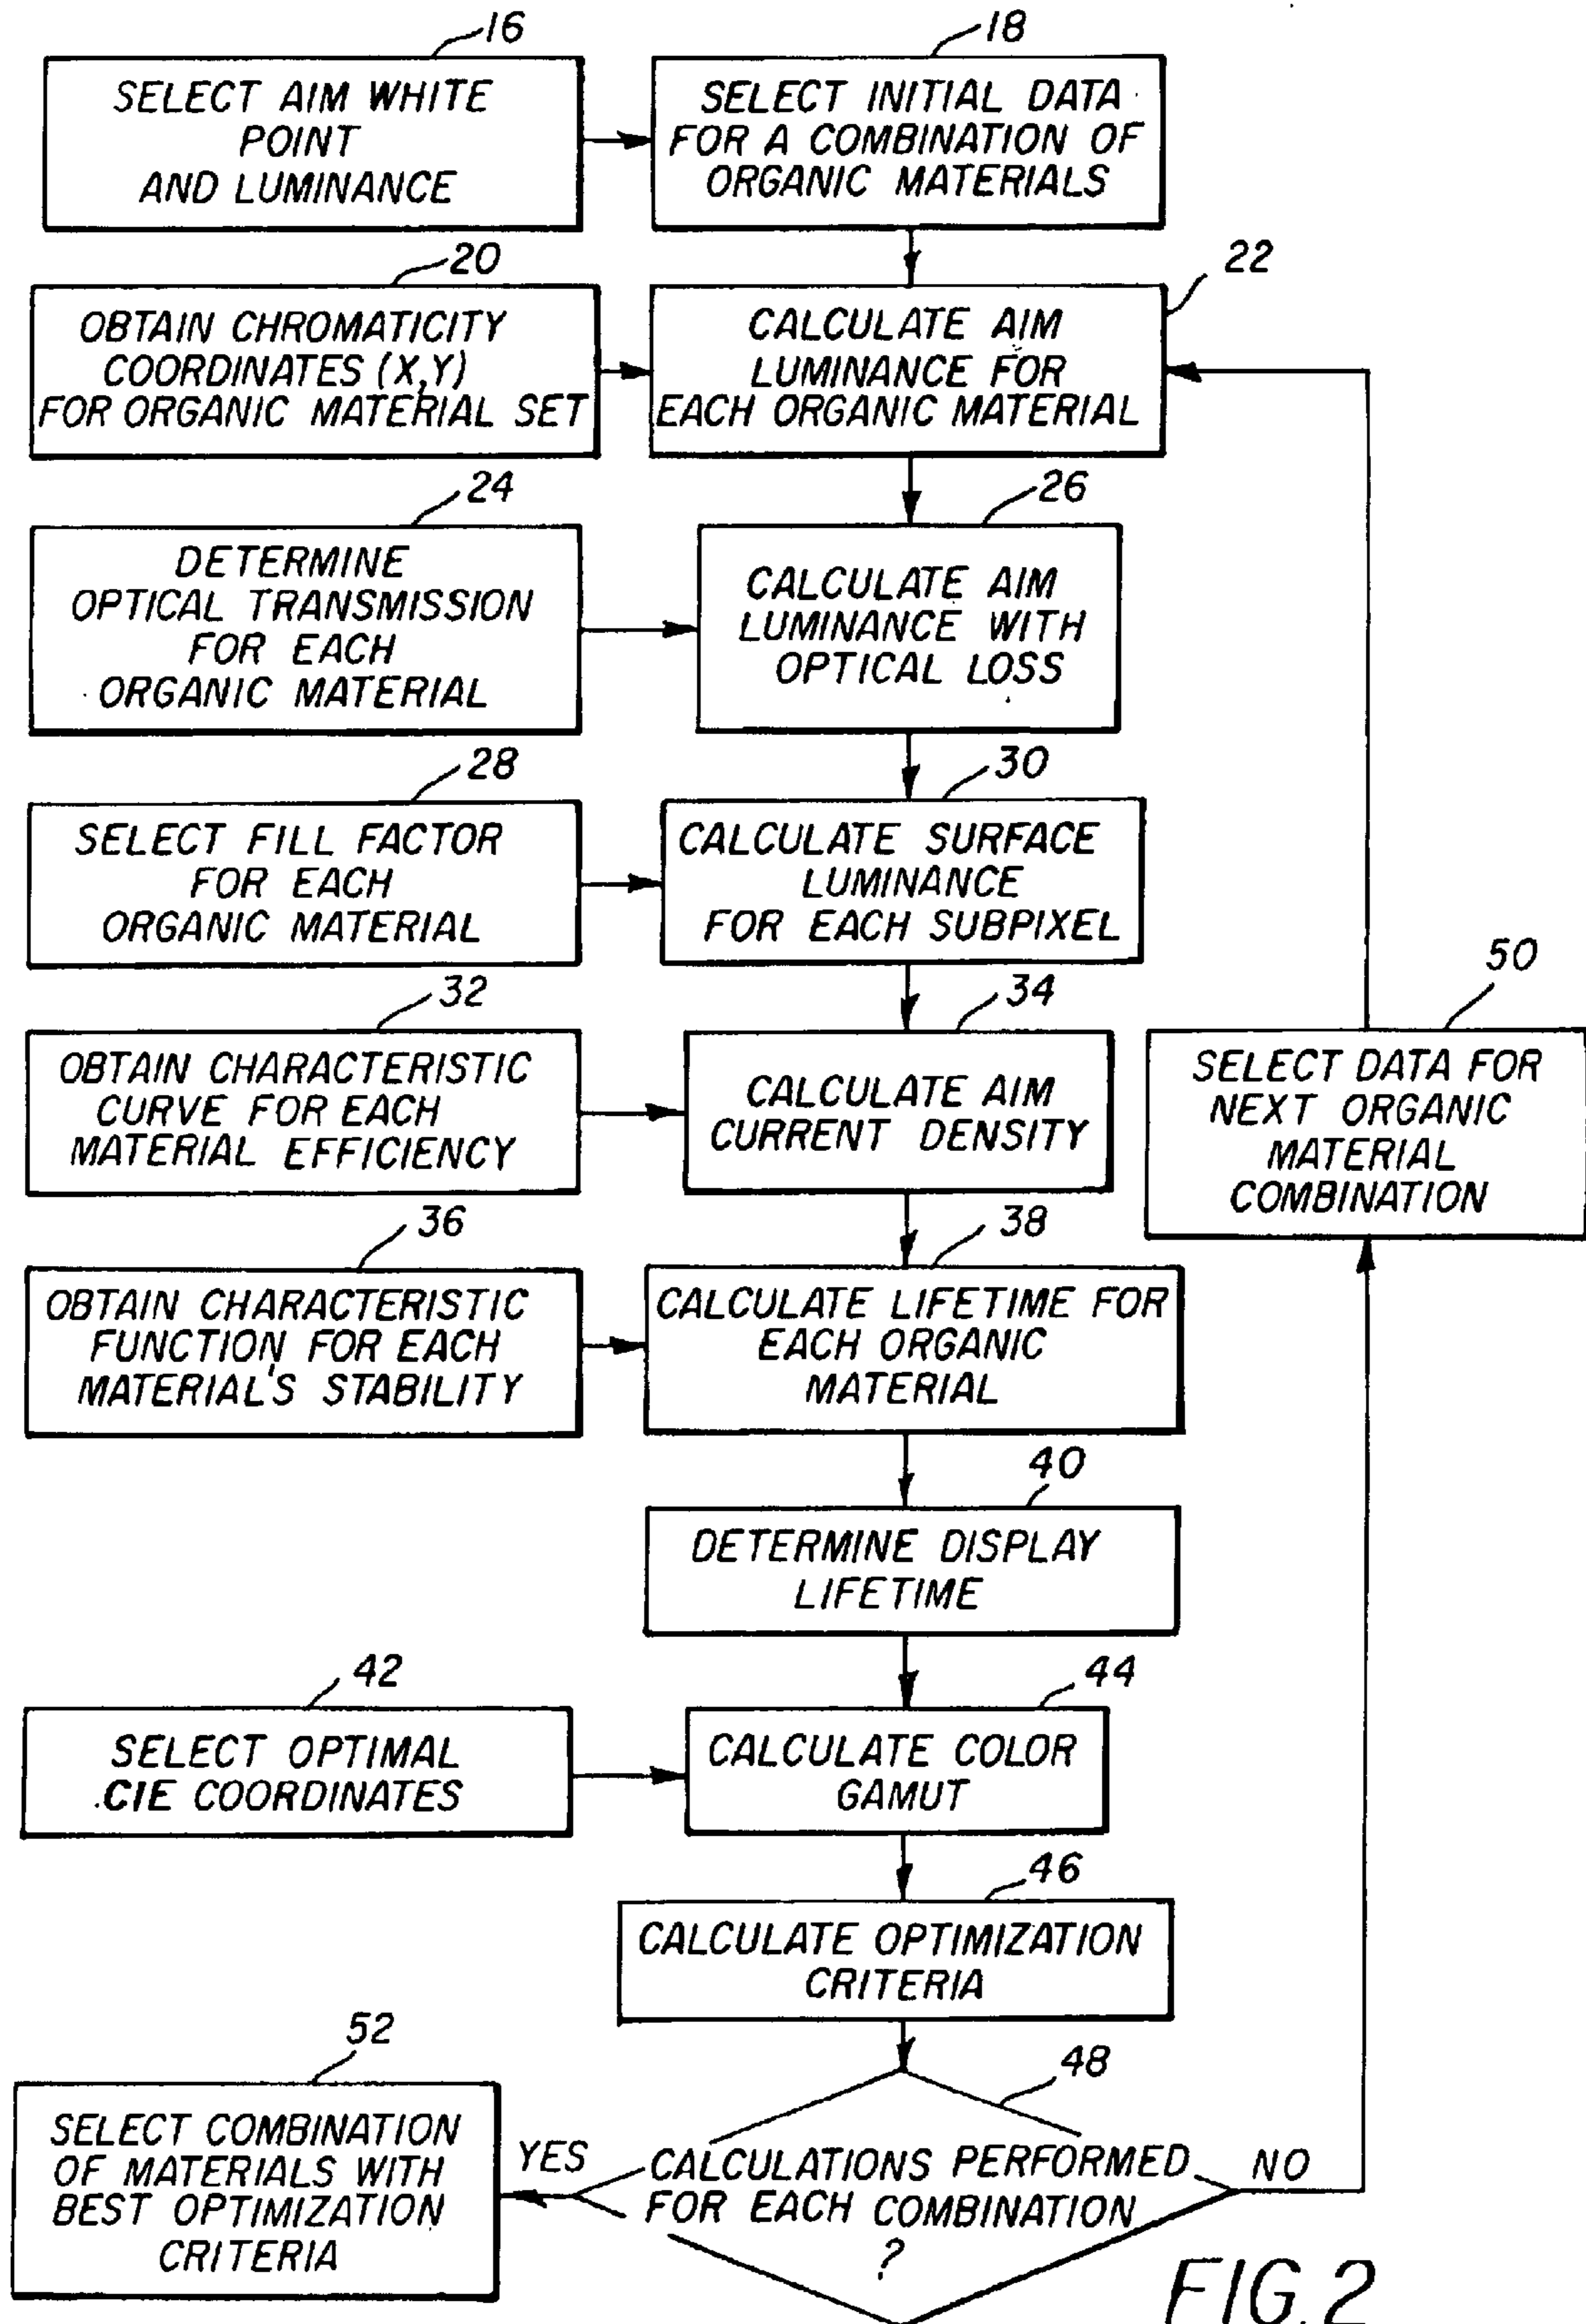 16
SELECT AIM WHITE
POINT
AND LUMINANCE
18
SELECT INITIAL DATA
FOR A COMBINATION OF
ORGANIC MATERIALS
20
OBTAIN CHROMATICITY
COORDINATES (X,Y)
FOR ORGANIC MATERIAL SET
22
CALCULATE AIM
LUMINANCE FOR
EACH ORGANIC MATERIAL
24
DETERMINE
OPTICAL TRANSMISSION
FOR EACH
ORGANIC MATERIAL
26
CALCULATE AIM
LUMINANCE WITH
OPTICAL LOSS
28
SELECT FILL FACTOR
FOR EACH
ORGANIC MATERIAL
30
CALCULATE SURFACE
LUMINANCE
FOR EACH SUBPIXEL
32
OBTAIN CHARACTERISTIC
CURVE FOR EACH
MATERIAL EFFICIENCY
34
CALCULATE AIM
CURRENT DENSITY
50
SELECT DATA FOR
NEXT ORGANIC
MATERIAL
COMBINATION
36
OBTAIN CHARACTERISTIC
FUNCTION FOR EACH
MATERIAL'S STABILITY
38
CALCULATE LIFETIME FOR
EACH ORGANIC
MATERIAL
40
DETERMINE DISPLAY
LIFETIME
42
SELECT OPTIMAL
CIE COORDINATES
44
CALCULATE COLOR
GAMUT
46
CALCULATE OPTIMIZATION
CRITERIA
48
CALCULATIONS PERFORMED
FOR EACH COMBINATION
?
YES
NO
52
SELECT COMBINATION
OF MATERIALS WITH
BEST OPTIMIZATION
CRITERIA
FIG. 2